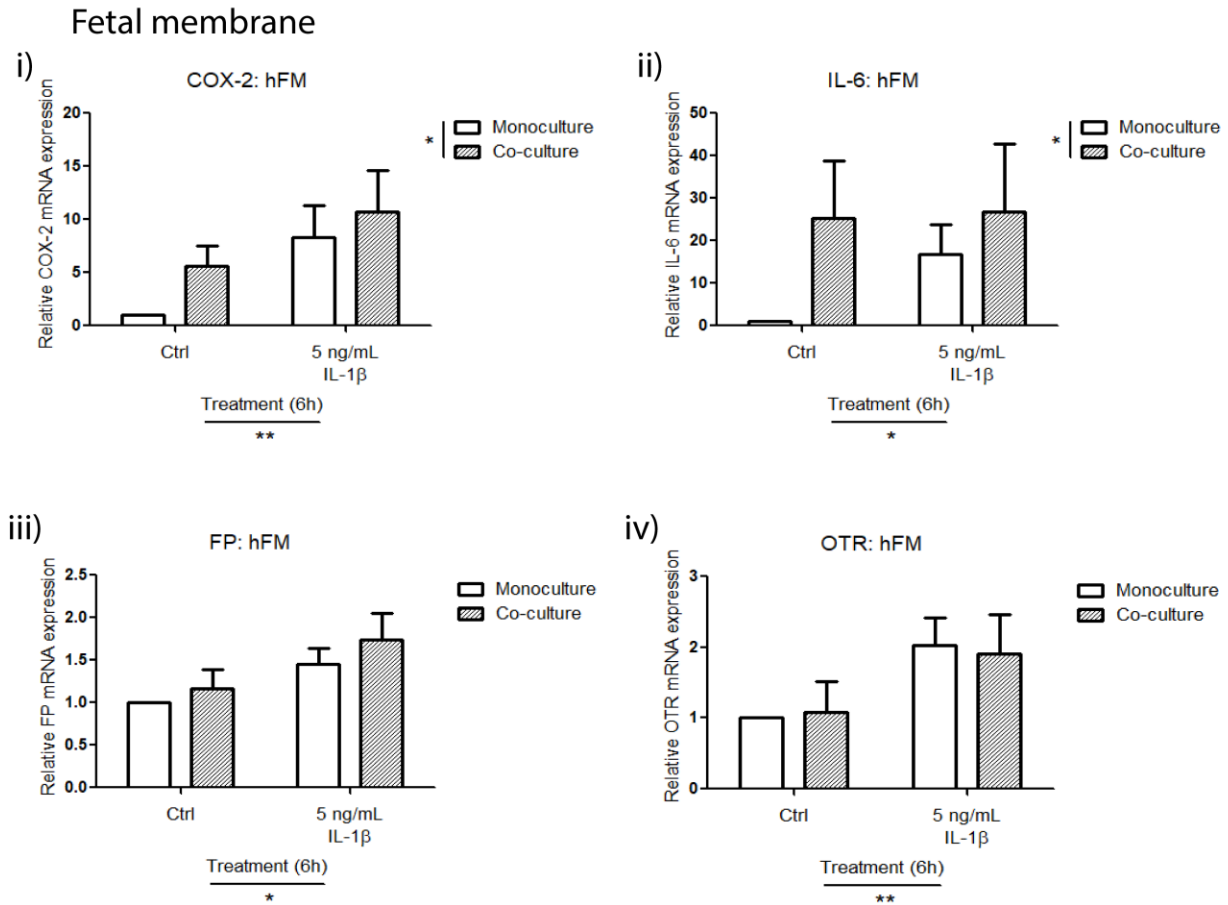 Fetal membrane
i)
COX-2: hFM
Relative COX-2 mRNA expression
20
15
10
5
0
* Monoculture
Co-culture
Ctrl 5 ng/mL
IL-1β
Treatment (6h)
**
ii)
IL-6: hFM
Relative IL-6 mRNA expression
50
40
30
20
10
0
* Monoculture
Co-culture
Ctrl 5 ng/mL
IL-1β
Treatment (6h)
*
iii)
FP: hFM
Relative FP mRNA expression
2.5
2.0
1.5
1.0
0.5
0.0
Monoculture
Co-culture
Ctrl 5 ng/mL
IL-1β
Treatment (6h)
*
iv)
OTR: hFM
Relative OTR mRNA expression
3
2
1
0
Monoculture
Co-culture
Ctrl 5 ng/mL
IL-1β
Treatment (6h)
**